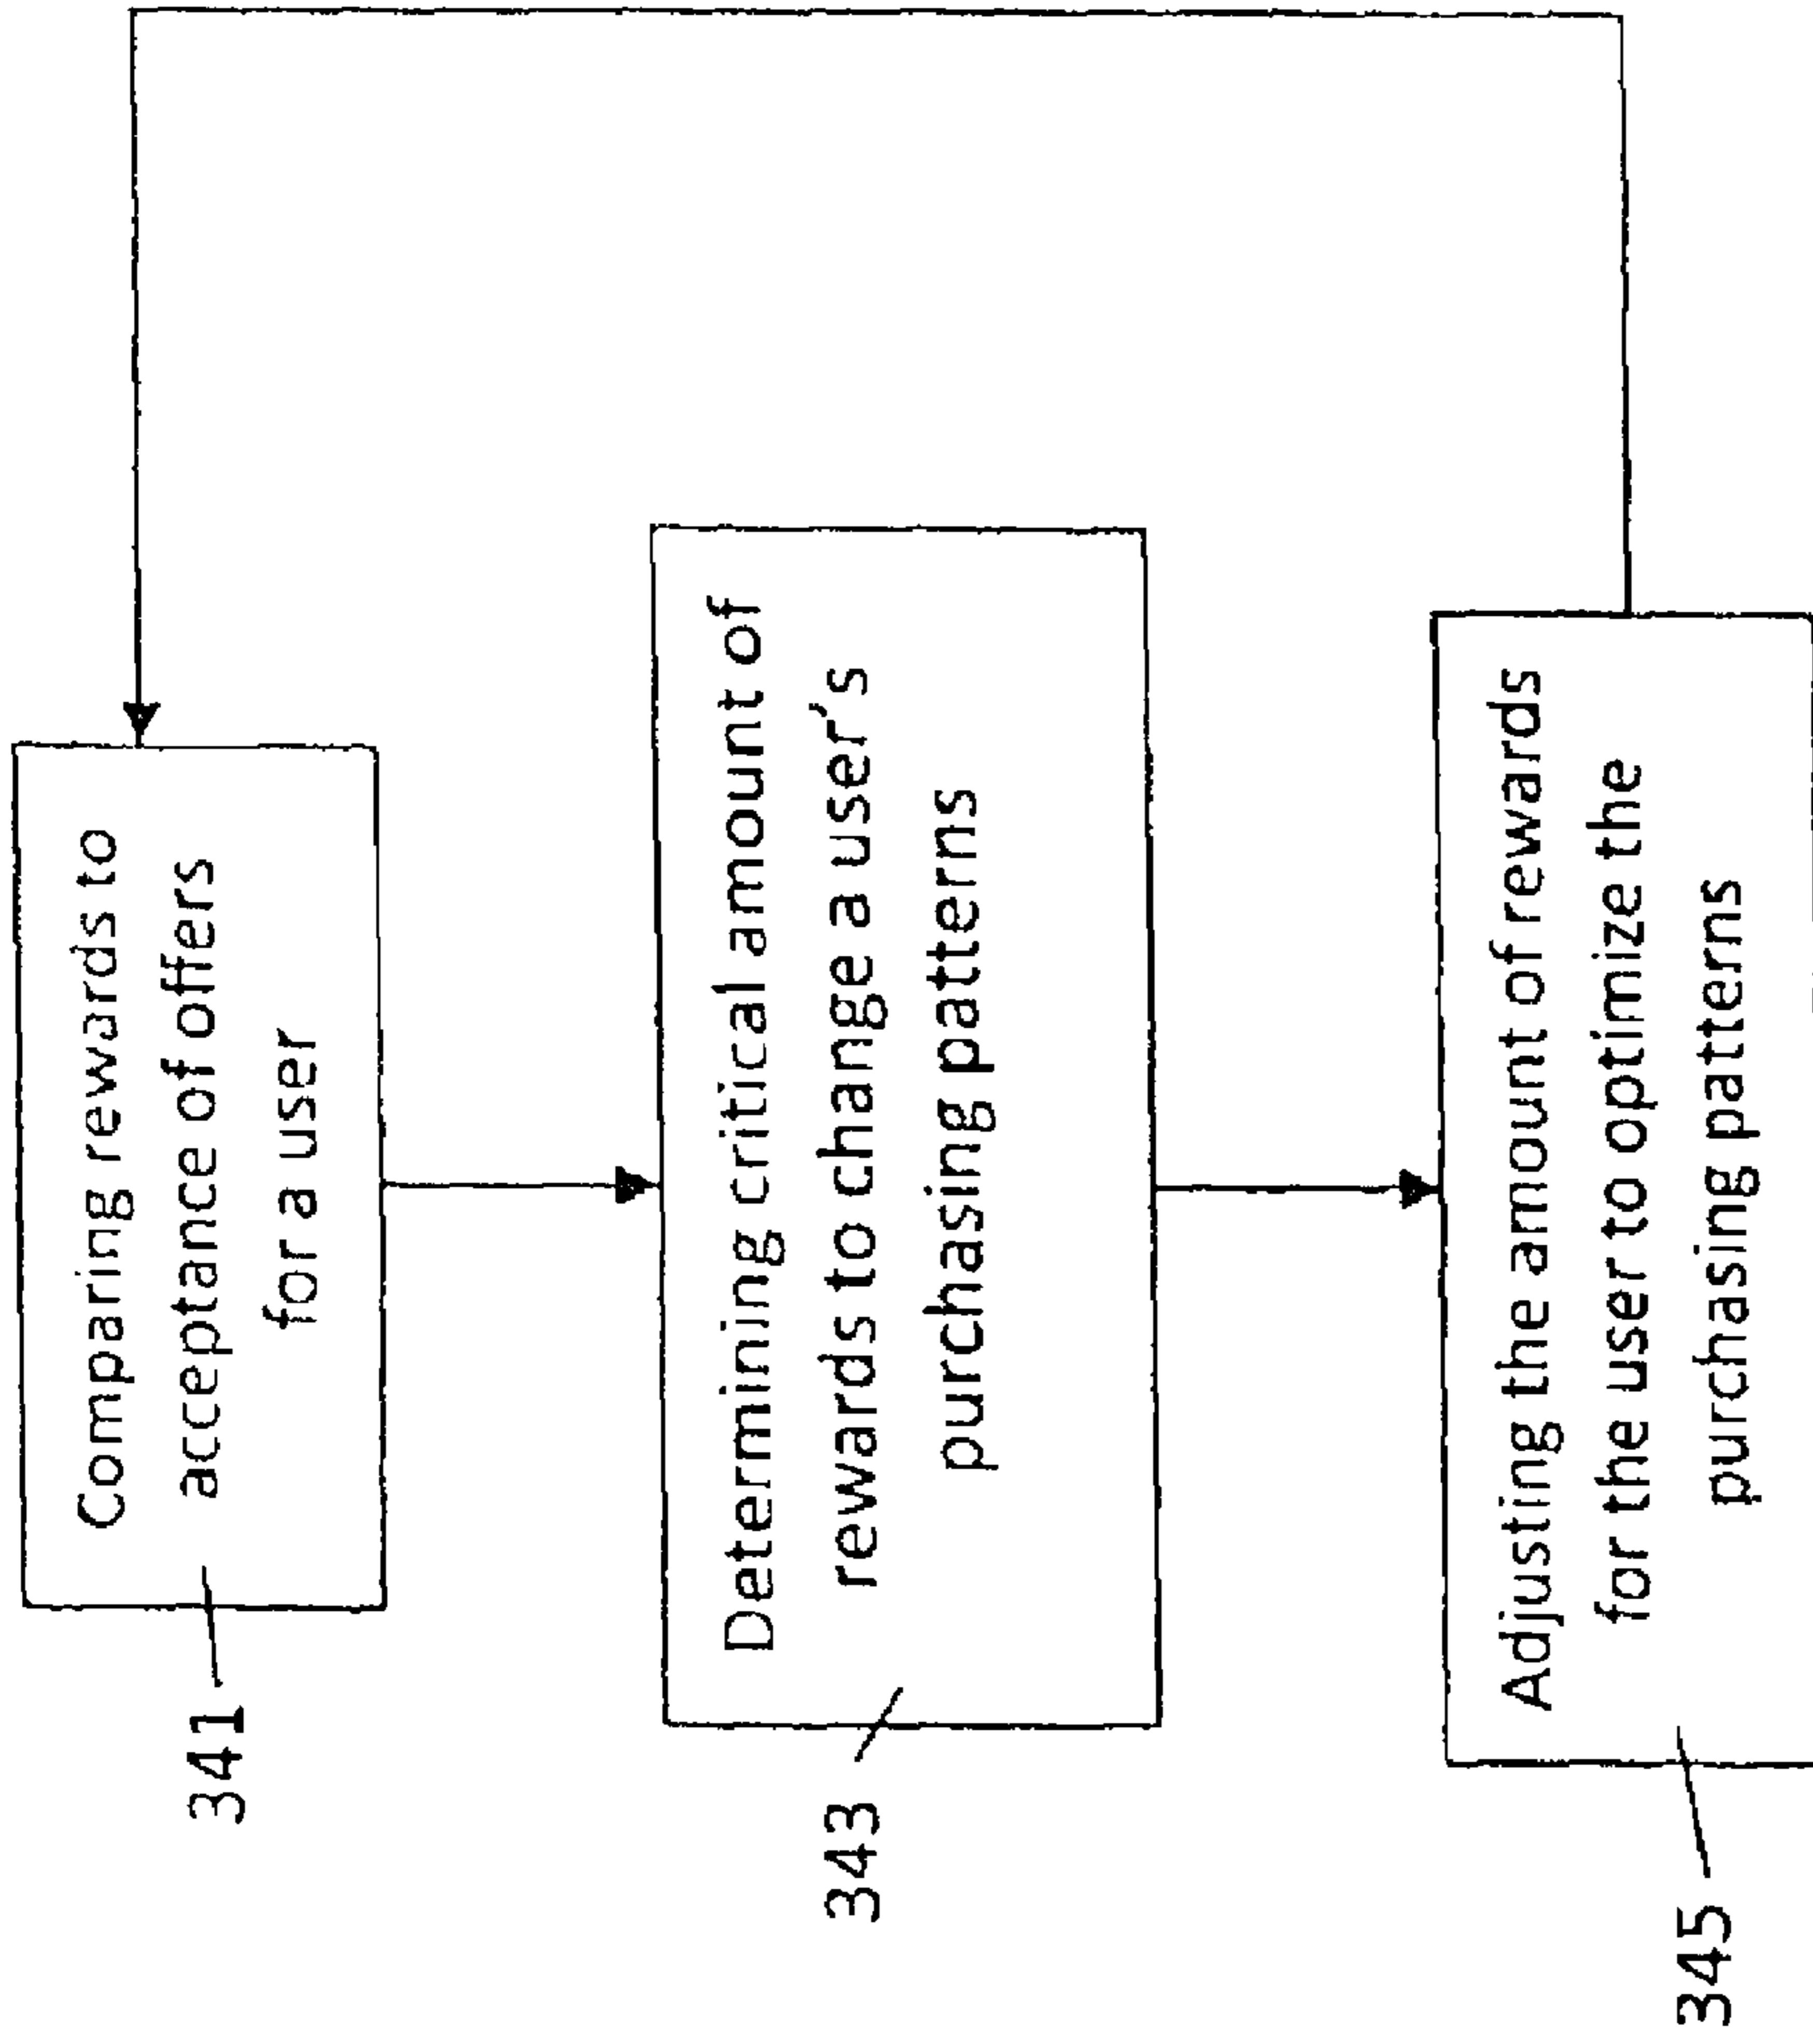 Comparing rewards to
acceptance of offers
for a user
341
Determining critical amount of
rewards to change a user's
purchasing patterns
343
Adjusting the amount of rewards
for the user to optimize the
purchasing patterns
345